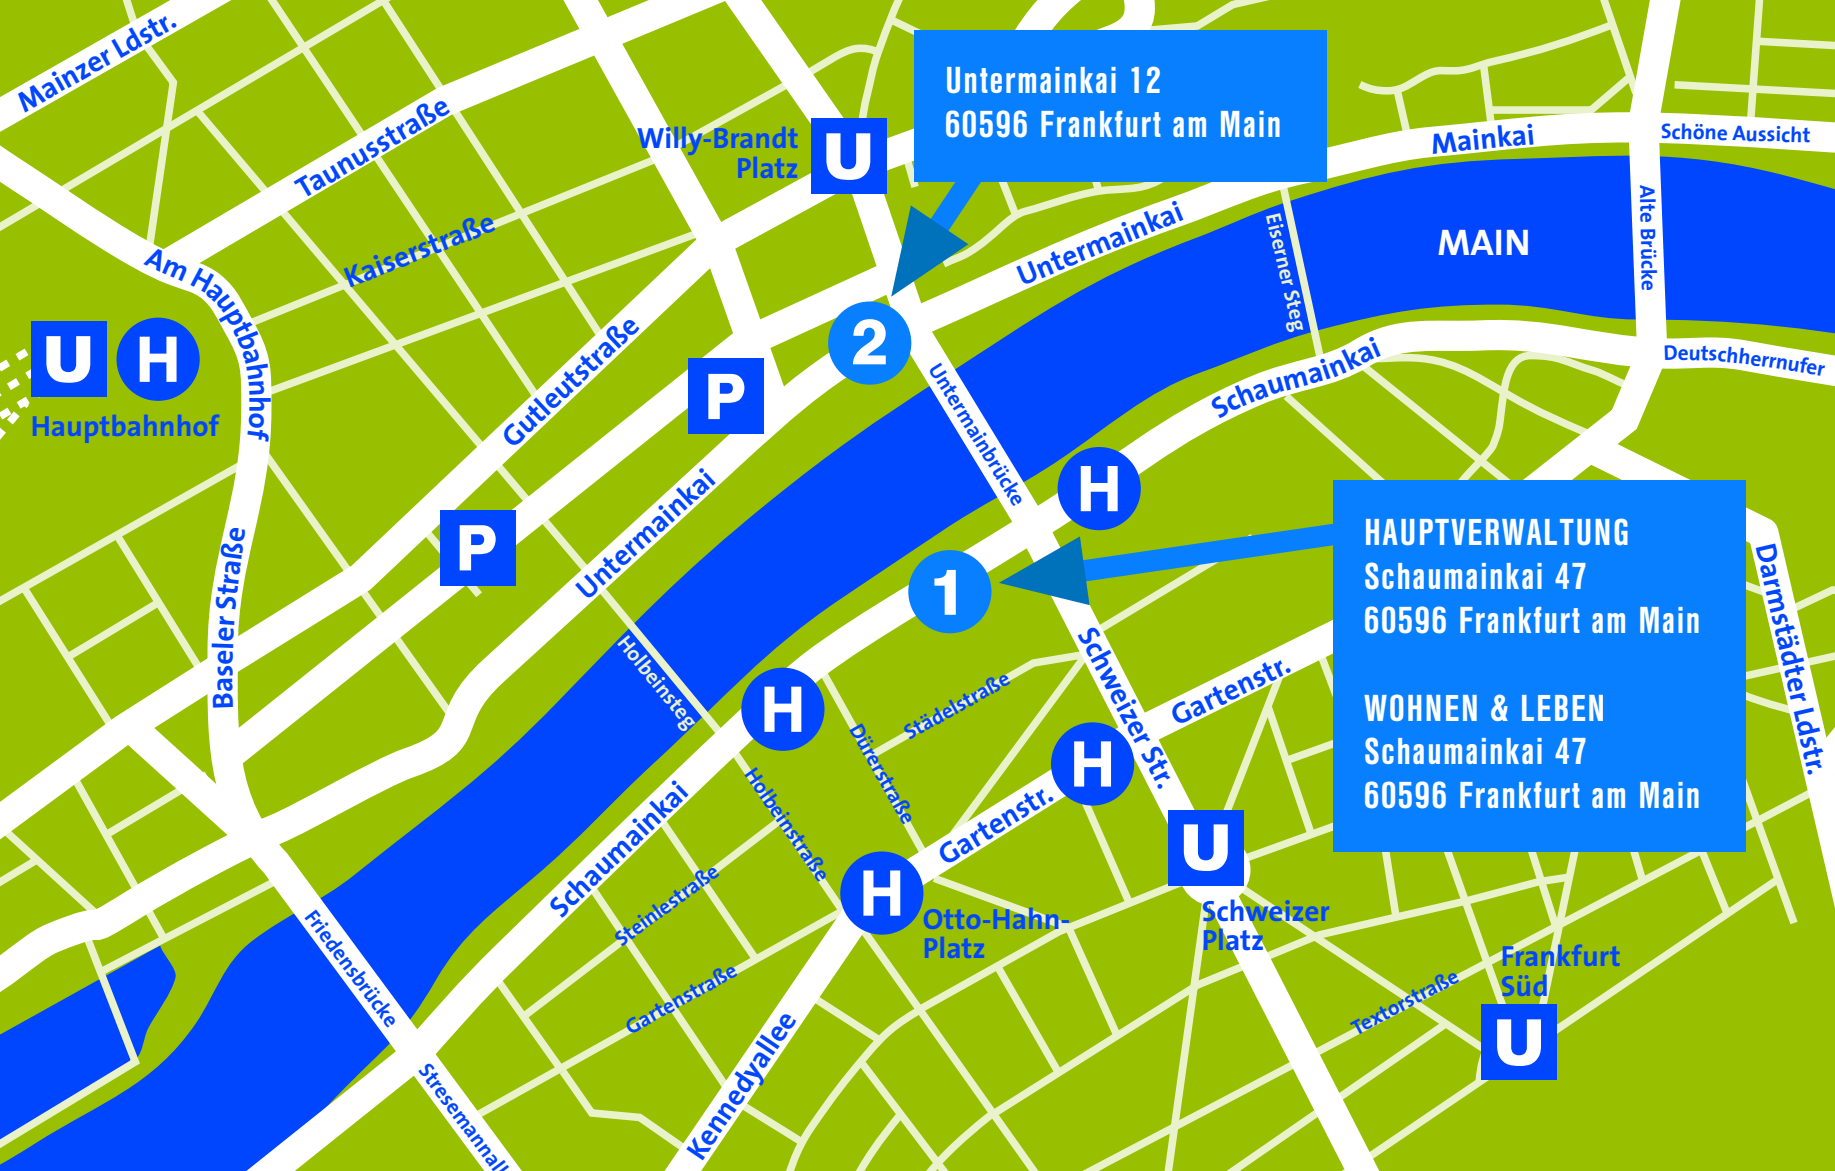 Mainzer Ldstr.
Taunusstraße
Kaiserstraße
Willy-Brandt
Platz
U
Untermainkai 12
60596 Frankfurt am Main
Mainkai
Schöne Aussicht
Alte Brücke
MAIN
Eiserner Steg
Untermainkai
Am Hauptbahnhof
U
H
Hauptbahnhof
Gutleutstraße
2
P
P
Untermainbrücke
Schaumainkai
Deutschherrnufer
H
Untermainkai
Baseler Straße
1
HAUPTVERWALTUNG
Schaumainkai 47
60596 Frankfurt am Main
WOHNEN & LEBEN
Schaumainkai 47
60596 Frankfurt am Main
Darmstädter Ldstr.
Holbeinsteg
H
Städelstraße
Dürerstraße
Schweizer Str.
Gartenstr.
H
Gartenstr.
Holbeinstraße
Schaumainkai
Steinlestraße
Gartenstraße
H
Otto-Hahn-
Platz
U
Schweizer
Platz
Frankfurt
Süd
U
Textorstraße
Friedensbrücke
Kennedyallee
Stresemannall